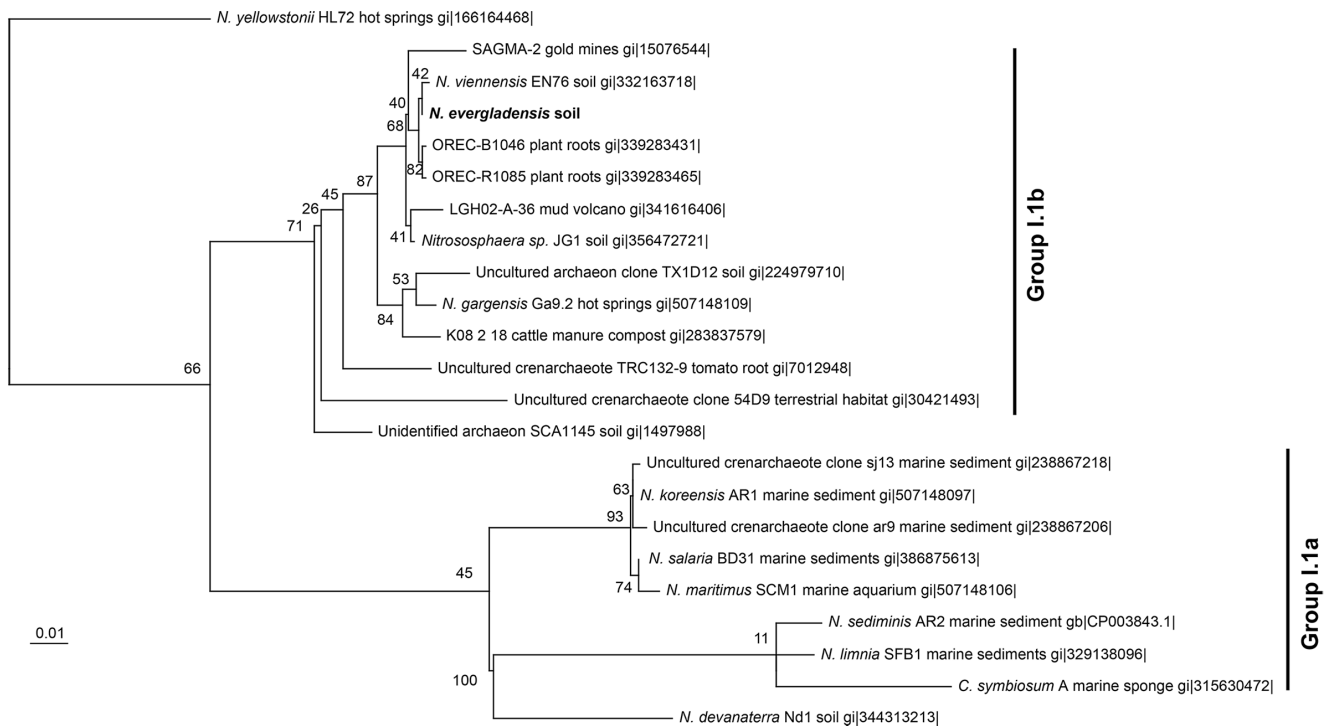 N. yellowstonii HL72 hot springs gi|166164468|
SAGMA-2 gold mines gi|15076544|
42
N. viennensis EN76 soil gi|332163718|
40
N. evergladensis soil
68
OREC-B1046 plant roots gi|339283431|
82
OREC-R1085 plant roots gi|339283465|
87
45
26
LGH02-A-36 mud volcano gi|341616406|
71
41
Nitrososphaera sp. JG1 soil gi|356472721|
Uncultured archaeon clone TX1D12 soil gi|224979710|
53
N. gargensis Ga9.2 hot springs gi|507148109|
84
K08 2 18 cattle manure compost gi|283837579|
66
Uncultured crenarchaeote TRC132-9 tomato root gi|7012948|
Uncultured crenarchaeote clone 54D9 terrestrial habitat gi|30421493|
Unidentified archaeon SCA1145 soil gi|1497988|
Group I.1b
Uncultured crenarchaeote clone sj13 marine sediment gi|238867218|
63
N. koreensis AR1 marine sediment gi|507148097|
93
Uncultured crenarchaeote clone ar9 marine sediment gi|238867206|
N. salaria BD31 marine sediments gi|386875613|
45
74
N. maritimus SCM1 marine aquarium gi|507148106|
N. sediminis AR2 marine sediment gb|CP003843.1|
11
N. limnia SFB1 marine sediments gi|329138096|
100
C. symbiosum A marine sponge gi|315630472|
N. devanaterra Nd1 soil gi|344313213|
Group I.1a
0.01